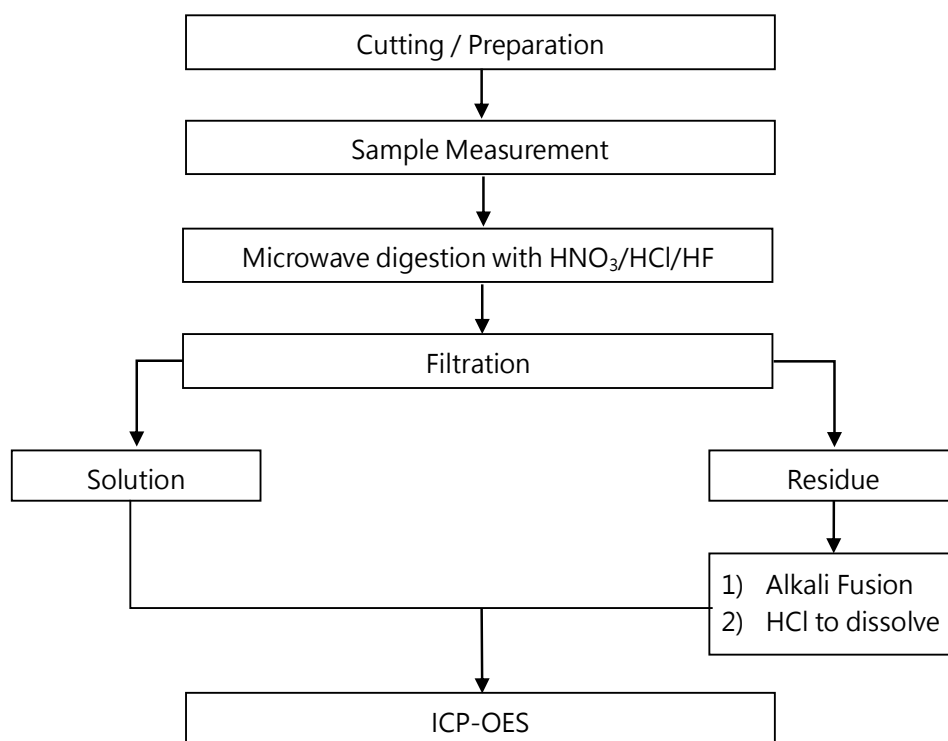 Cutting / Preparation
Sample Measurement
Microwave digestion with HNO₃/HCl/HF
Filtration
Solution
Residue
1) Alkali Fusion
2) HCl to dissolve
ICP-OES